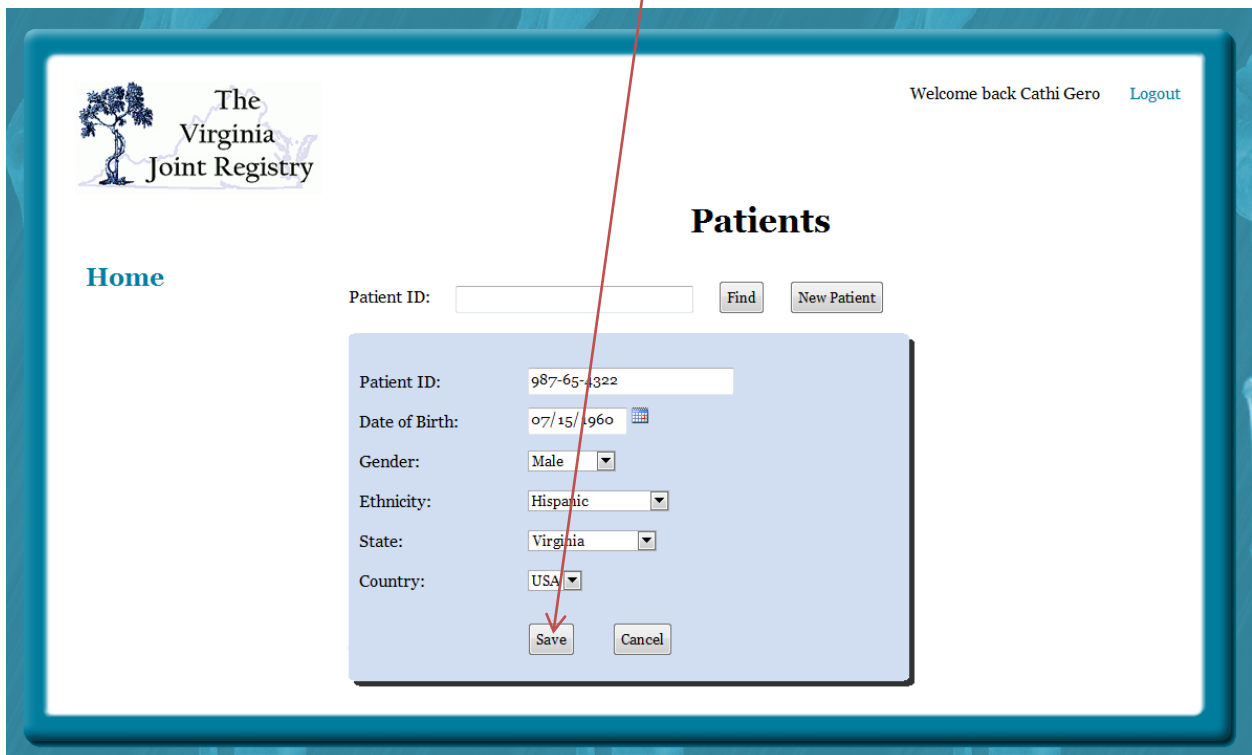 The
Virginia
Joint Registry
Welcome back Cathi Gero Logout
Patients
Home
Patient ID: Find New Patient
Patient ID: 987-65-4322
Date of Birth: 07/15/1960
Gender: Male
Ethnicity: Hispanic
State: Virginia
Country: USA
Save Cancel